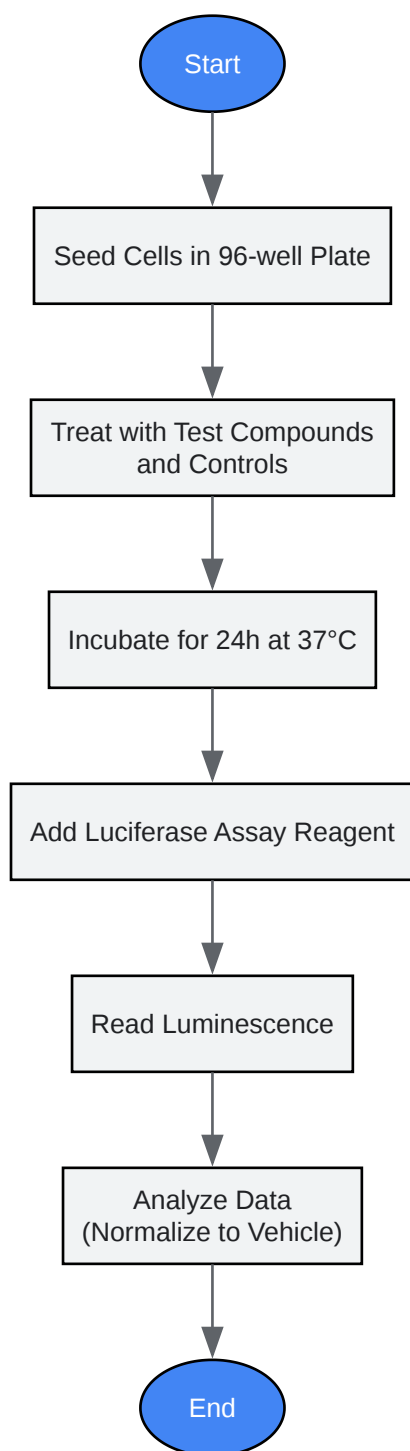 Start
Seed Cells in 96-well Plate
Treat with Test Compounds
and Controls
Incubate for 24h at 37°C
Add Luciferase Assay Reagent
Read Luminescence
Analyze Data
(Normalize to Vehicle)
End